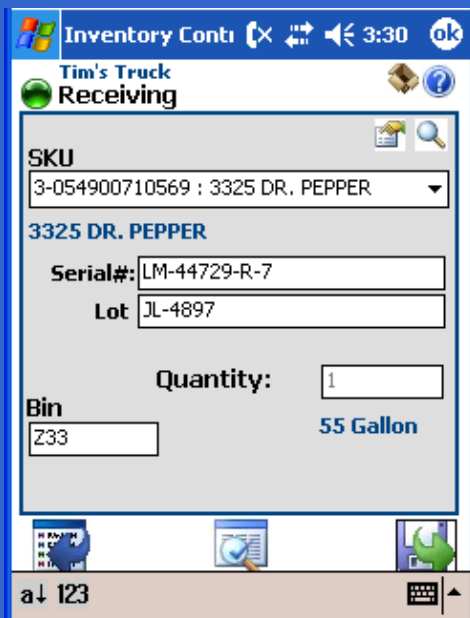 Inventory Conti
3:30
ok
Tim's Truck
Receiving
SKU
3-054900710569 : 3325 DR. PEPPER
3325 DR. PEPPER
Serial#: LM-44729-R-7
Lot JL-4897
Quantity: 1
Bin
Z33
55 Gallon
a↓ 123